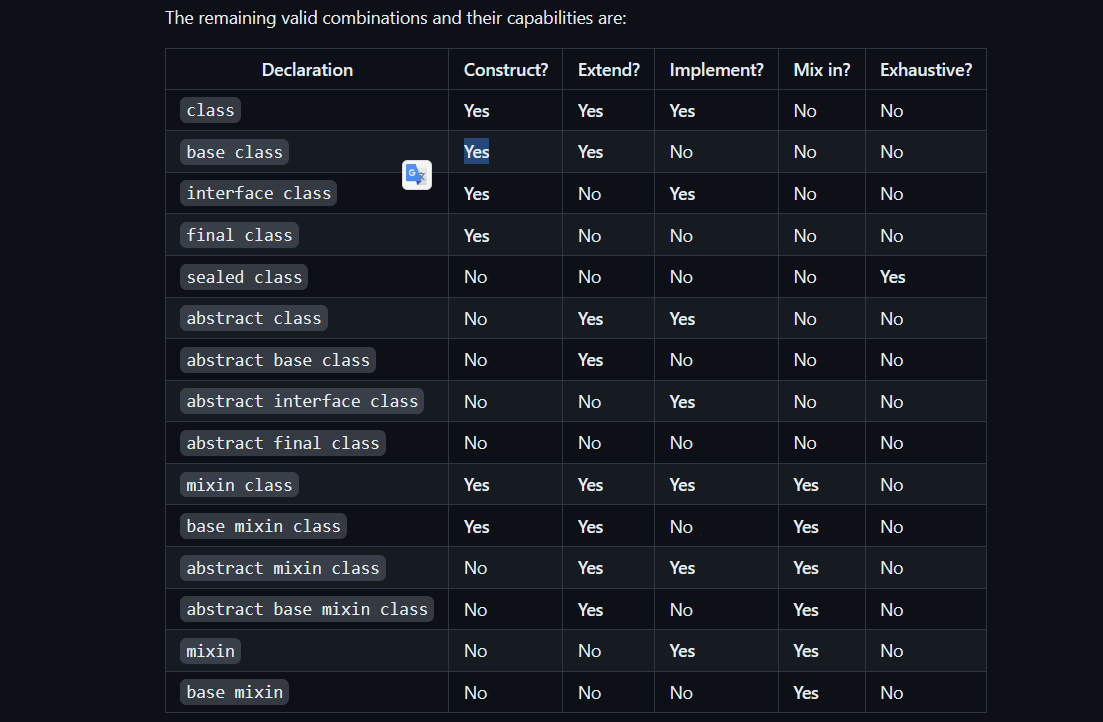 The remaining valid combinations and their capabilities are:
Declaration Construct? Extend? Implement? Mix in? Exhaustive?
class Yes Yes Yes No No
base class Yes Yes No No No
interface class Yes No Yes No No
final class Yes No No No No
sealed class No No No No Yes
abstract class No Yes Yes No No
abstract base class No Yes No No No
abstract interface class No No Yes No No
abstract final class No No No No No
mixin class Yes Yes Yes Yes No
base mixin class Yes Yes No Yes No
abstract mixin class No Yes Yes Yes No
abstract base mixin class No Yes No Yes No
mixin No No Yes Yes No
base mixin No No No Yes No